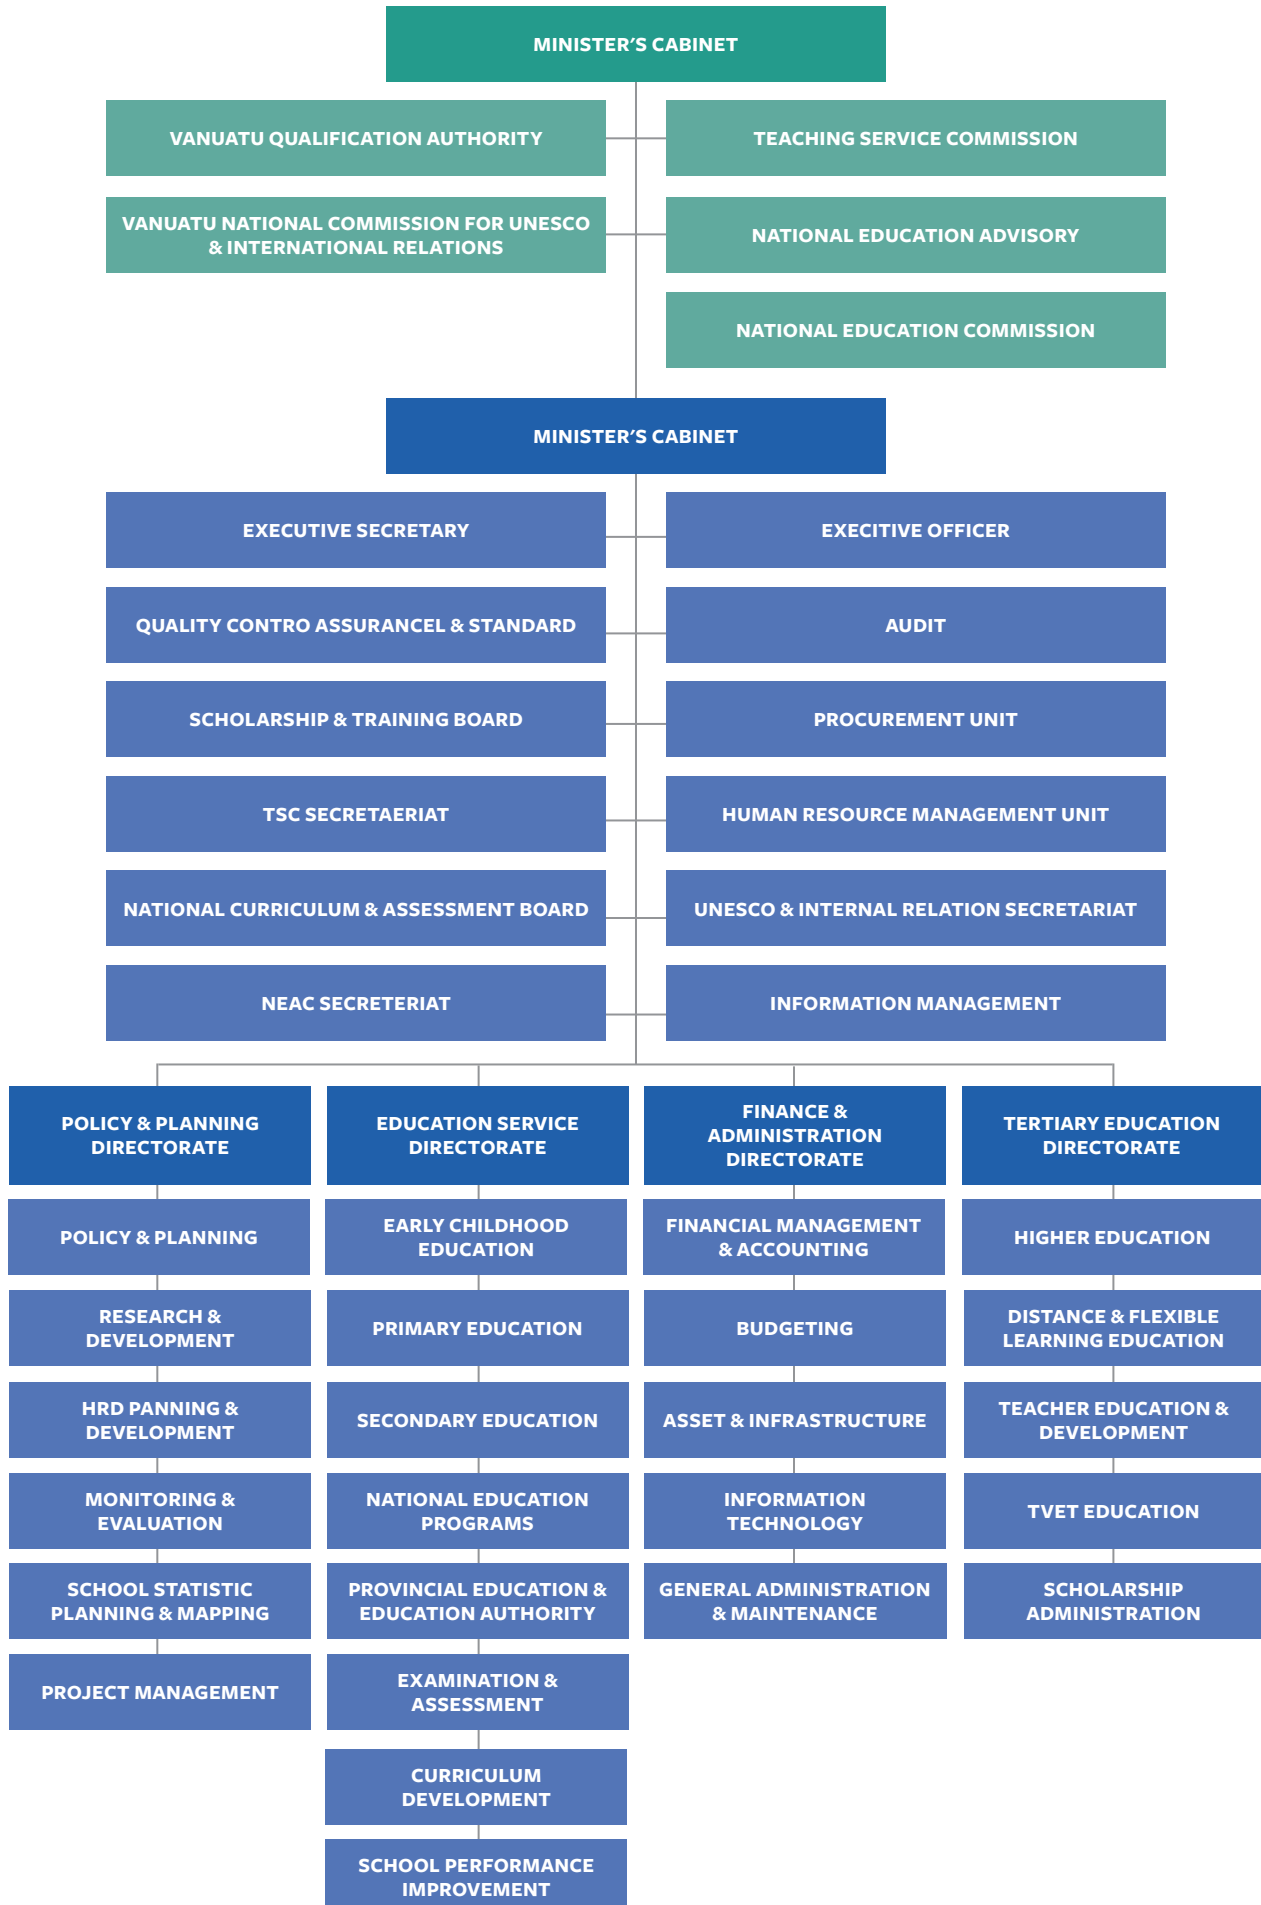 MINISTER’S CABINET
VANUATU QUALIFICATION AUTHORITY
TEACHING SERVICE COMMISSION
VANUATU NATIONAL COMMISSION FOR UNESCO
& INTERNATIONAL RELATIONS
NATIONAL EDUCATION ADVISORY
NATIONAL EDUCATION COMMISSION
MINISTER’S CABINET
EXECUTIVE SECRETARY
EXECITIVE OFFICER
QUALITY CONTRO ASSURANCEL & STANDARD
AUDIT
SCHOLARSHIP & TRAINING BOARD
PROCUREMENT UNIT
TSC SECRETAERIAT
HUMAN RESOURCE MANAGEMENT UNIT
NATIONAL CURRICULUM & ASSESSMENT BOARD
UNESCO & INTERNAL RELATION SECRETARIAT
NEAC SECRETERIAT
INFORMATION MANAGEMENT
POLICY & PLANNING
DIRECTORATE
POLICY & PLANNING
RESEARCH &
DEVELOPMENT
HRD PANNING &
DEVELOPMENT
MONITORING &
EVALUATION
SCHOOL STATISTIC
PLANNING & MAPPING
PROJECT MANAGEMENT
EDUCATION SERVICE
DIRECTORATE
EARLY CHILDHOOD
EDUCATION
PRIMARY EDUCATION
SECONDARY EDUCATION
NATIONAL EDUCATION
PROGRAMS
PROVINCIAL EDUCATION &
EDUCATION AUTHORITY
EXAMINATION &
ASSESSMENT
CURRICULUM
DEVELOPMENT
SCHOOL PERFORMANCE
IMPROVEMENT
FINANCE &
ADMINISTRATION
DIRECTORATE
FINANCIAL MANAGEMENT
& ACCOUNTING
BUDGETING
ASSET & INFRASTRUCTURE
INFORMATION
TECHNOLOGY
GENERAL ADMINISTRATION
& MAINTENANCE
TERTIARY EDUCATION
DIRECTORATE
HIGHER EDUCATION
DISTANCE & FLEXIBLE
LEARNING EDUCATION
TEACHER EDUCATION &
DEVELOPMENT
TVET EDUCATION
SCHOLARSHIP
ADMINISTRATION